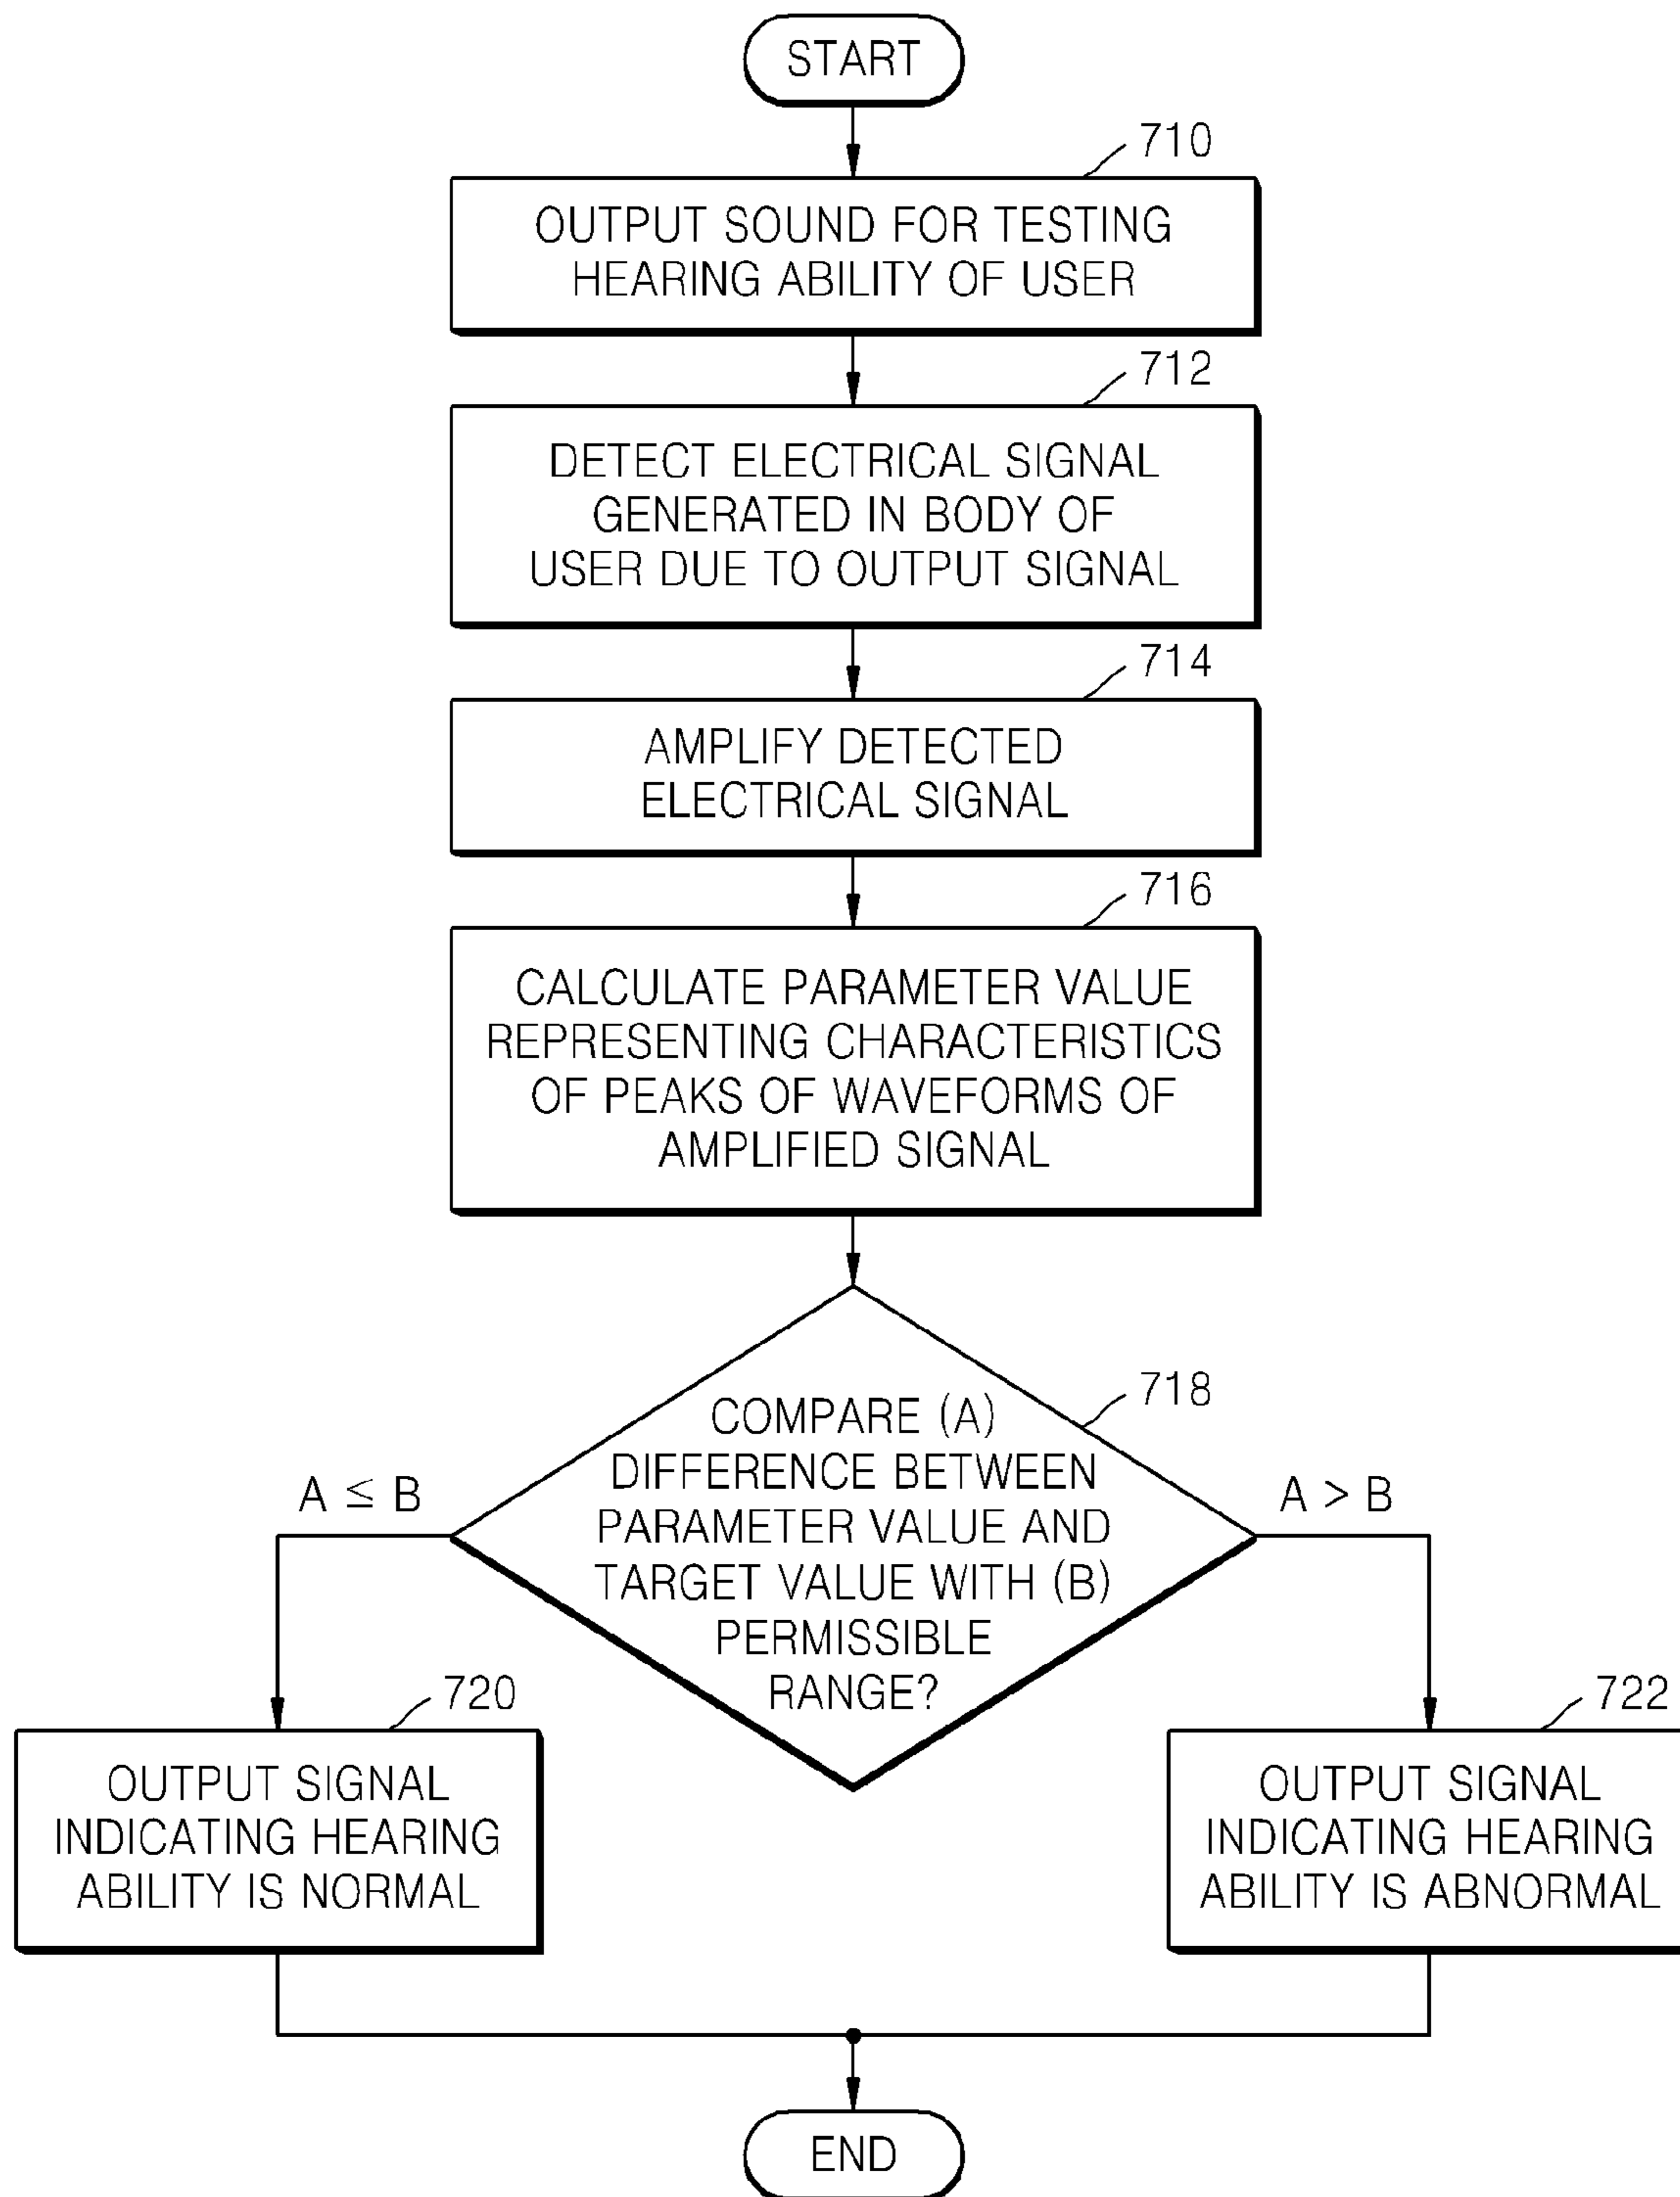 START
710
OUTPUT SOUND FOR TESTING
HEARING ABILITY OF USER
712
DETECT ELECTRICAL SIGNAL
GENERATED IN BODY OF
USER DUE TO OUTPUT SIGNAL
714
AMPLIFY DETECTED
ELECTRICAL SIGNAL
716
CALCULATE PARAMETER VALUE
REPRESENTING CHARACTERISTICS
OF PEAKS OF WAVEFORMS OF
AMPLIFIED SIGNAL
718
COMPARE (A)
DIFFERENCE BETWEEN
PARAMETER VALUE AND
TARGET VALUE WITH (B)
PERMISSIBLE
RANGE?
A ≤ B
A > B
720
OUTPUT SIGNAL
INDICATING HEARING
ABILITY IS NORMAL
722
OUTPUT SIGNAL
INDICATING HEARING
ABILITY IS ABNORMAL
END